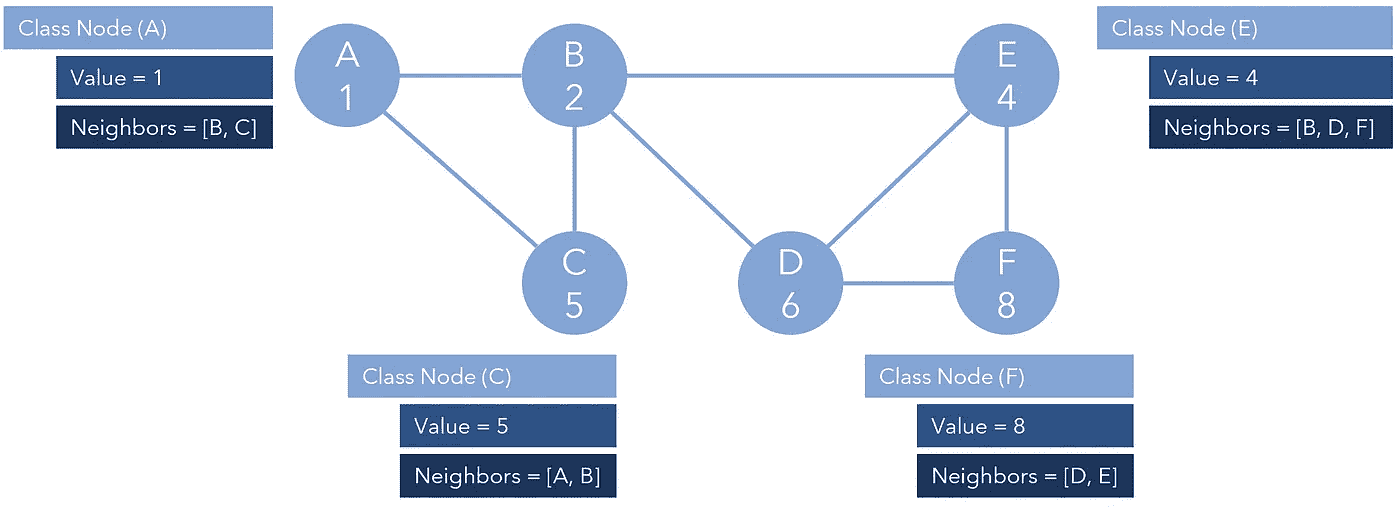 Class Node (A)
Value = 1
Neighbors = [B, C]
A
1
B
2
E
4
Class Node (E)
Value = 4
Neighbors = [B, D, F]
C
5
D
6
F
8
Class Node (C)
Value = 5
Neighbors = [A, B]
Class Node (F)
Value = 8
Neighbors = [D, E]